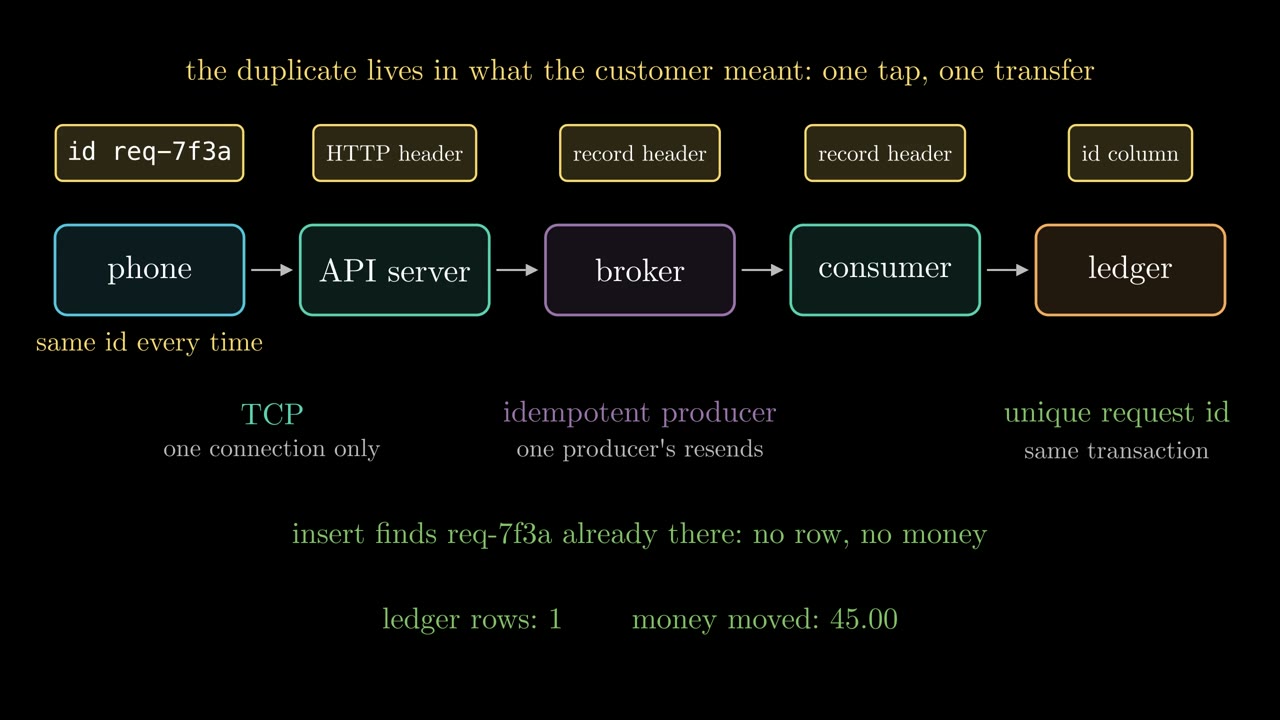 the duplicate lives in what the customer meant: one tap, one transfer
id req-7f3a
HTTP header
record header
record header
id column
phone
API server
broker
consumer
ledger
same id every time
TCP
one connection only
idempotent producer
one producer's resends
unique request id
same transaction
insert finds req-7f3a already there: no row, no money
ledger rows: 1
money moved: 45.00